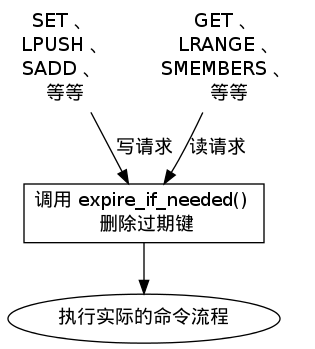 SET 、
LPUSH 、
SADD 、
等等
GET 、
LRANGE 、
SMEMBERS 、
等等
写请求
读请求
调用 expire_if_needed()
删除过期键
执行实际的命令流程